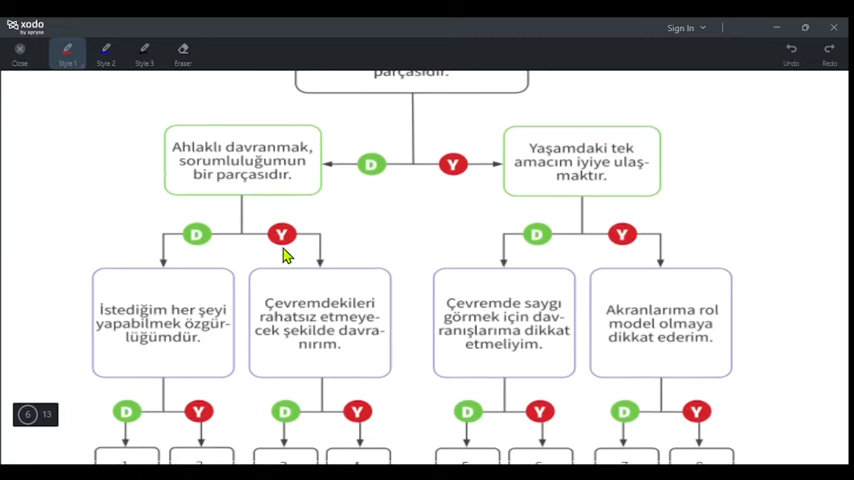 xodo
by apryse
Sign In
Close
Style 1
Style 2
Style 3
Eraser
Undo
Redo
parçasıdır.
Ahlaklı davranmak,
sorumluluğumun
bir parçasıdır.
D
Y
Yaşamdaki tek
amacım iyiye ulaş-
maktır.
D
Y
D
Y
İstediğim her şeyi
yapabilmek özgür-
lüğümdür.
Çevremdekileri
rahatsız etmeye-
cek şekilde davra-
nırım.
Çevremde saygı
görmek için dav-
ranışlarıma dikkat
etmeliyim.
Akranlarıma rol
model olmaya
dikkat ederim.
6 13
D
Y
D
Y
D
Y
D
Y